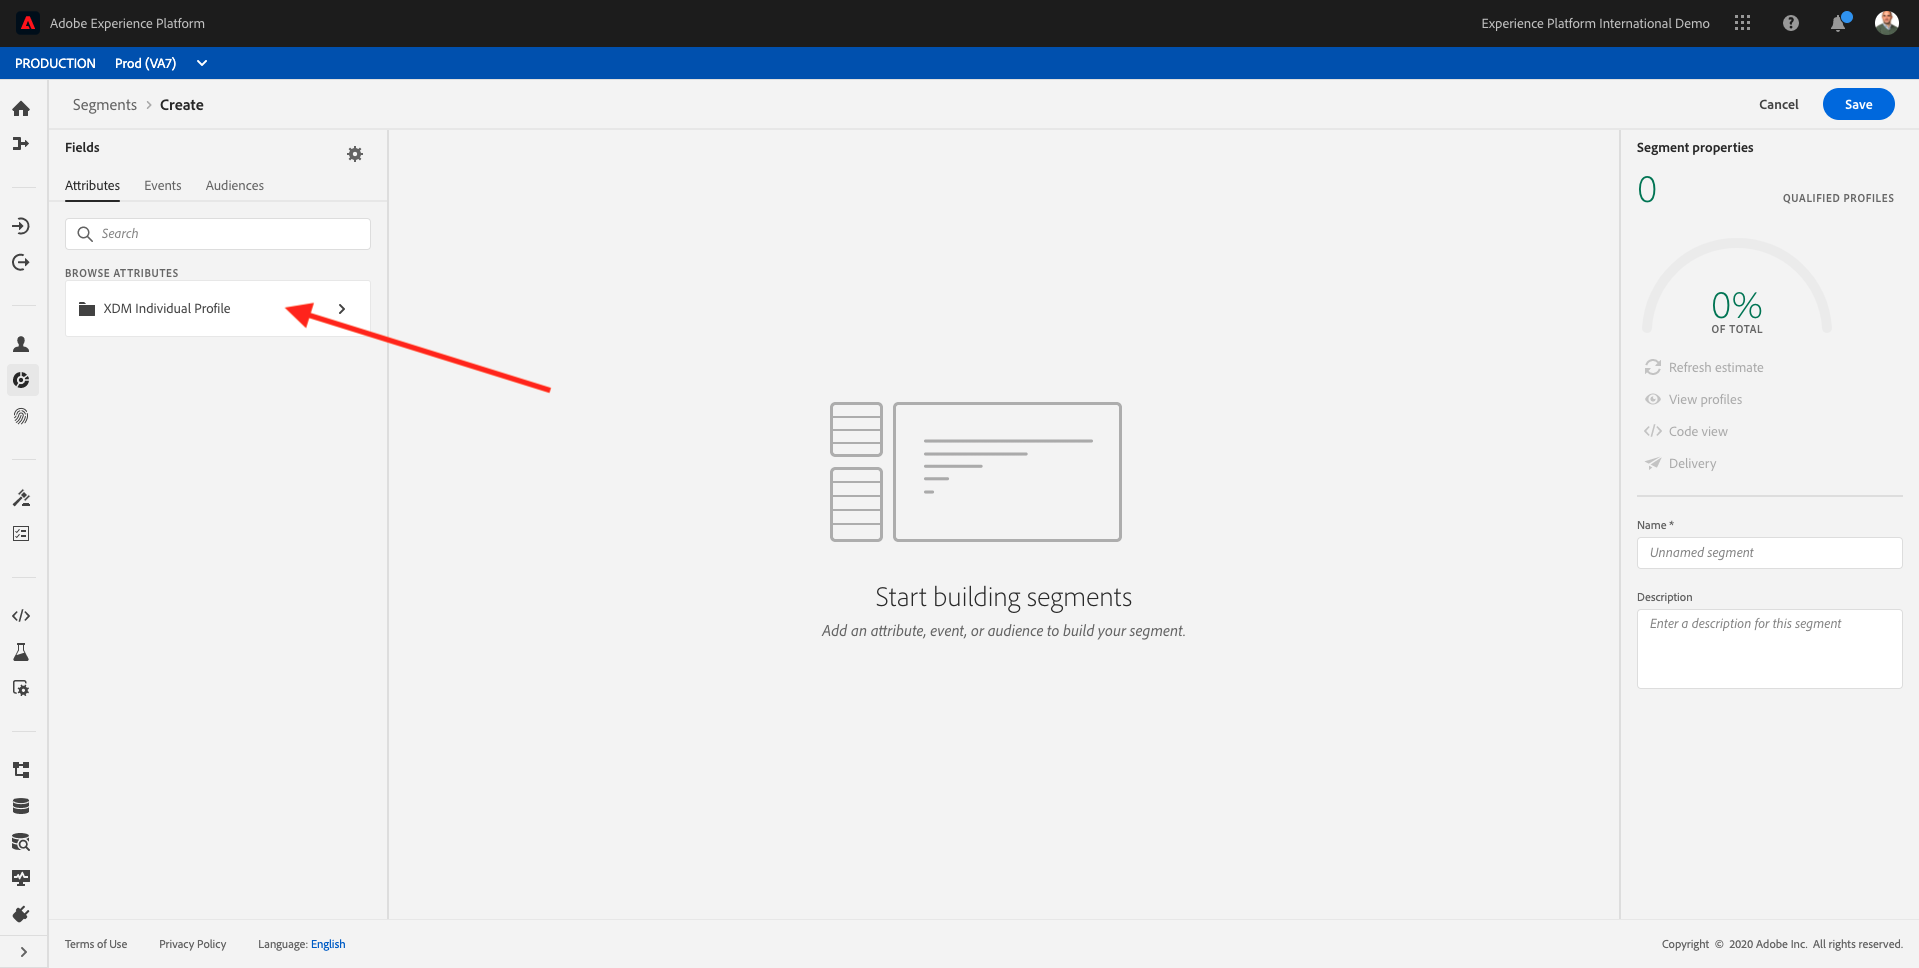 Adobe Experience Platform
Experience Platform International Demo
PRODUCTION Prod (VA7)
Segments > Create
Cancel
Save
Fields
Attributes Events Audiences
Search
BROWSE ATTRIBUTES
XDM Individual Profile
Start building segments
Add an attribute, event, or audience to build your segment.
Segment properties
0
QUALIFIED PROFILES
0%
OF TOTAL
Refresh estimate
View profiles
Code view
Delivery
Name *
Unnamed segment
Description
Enter a description for this segment
Terms of Use Privacy Policy Language: English
Copyright © 2020 Adobe Inc. All rights reserved.